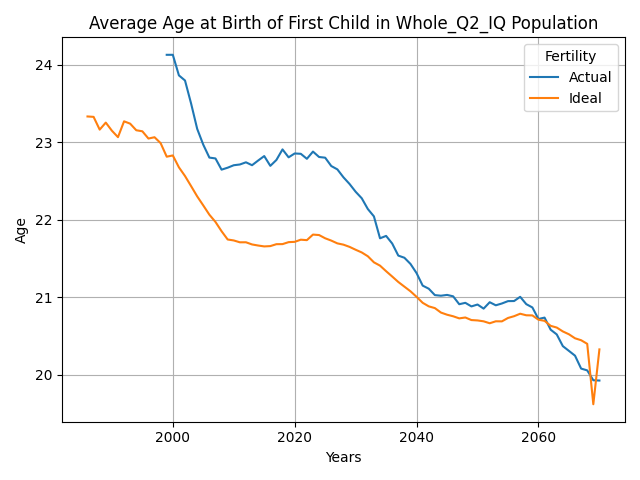 Average Age at Birth of First Child in Whole_Q2_IQ Population
Fertility
Actual
Ideal
24
23
22
21
20
Age
2000 2020 2040 2060
Years